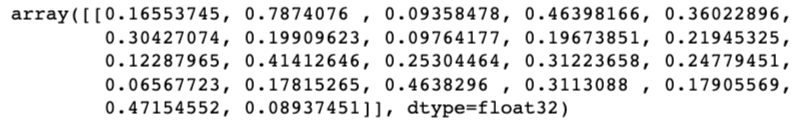 array([[0.16553745, 0.7874076 , 0.09358478, 0.46398166, 0.36022896,
0.30427074, 0.19909623, 0.09764177, 0.19673851, 0.21945325,
0.12287965, 0.41412646, 0.25304464, 0.31223658, 0.24779451,
0.06567723, 0.17815265, 0.4638296 , 0.3113088 , 0.17905569,
0.47154552, 0.08937451]], dtype=float32)